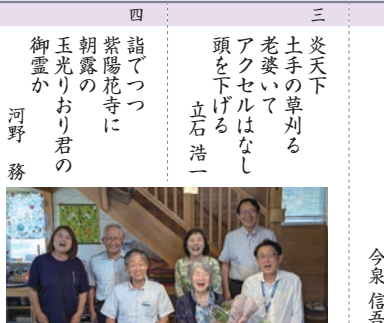 今泉 信吾
三
炎天下
土手の草刈る
老婆いて
アクセルはなし
頭を下げる
立石 浩一
四
詣でつつ
紫陽花寺に
朝露の
玉光りおり君の
御霊か
河野 務